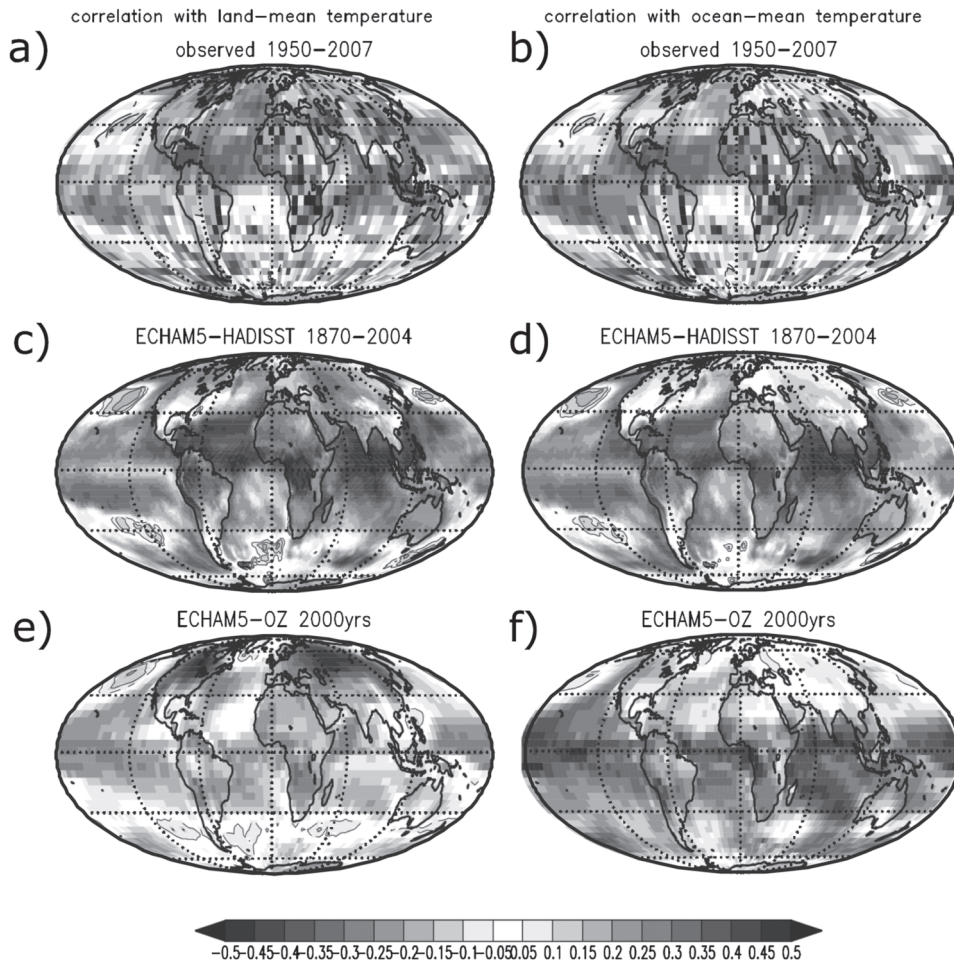 correlation with land-mean temperature
correlation with ocean-mean temperature
a)
observed 1950-2007
b)
observed 1950-2007
c)
ECHAM5-HADISST 1870-2004
d)
ECHAM5-HADISST 1870-2004
e)
ECHAM5-OZ 2000yrs
f)
ECHAM5-OZ 2000yrs
-0.5 -0.45 -0.4 -0.35 -0.3 -0.25 -0.2 -0.15 -0.1 -0.05 0.05 0.1 0.15 0.2 0.25 0.3 0.35 0.4 0.45 0.5